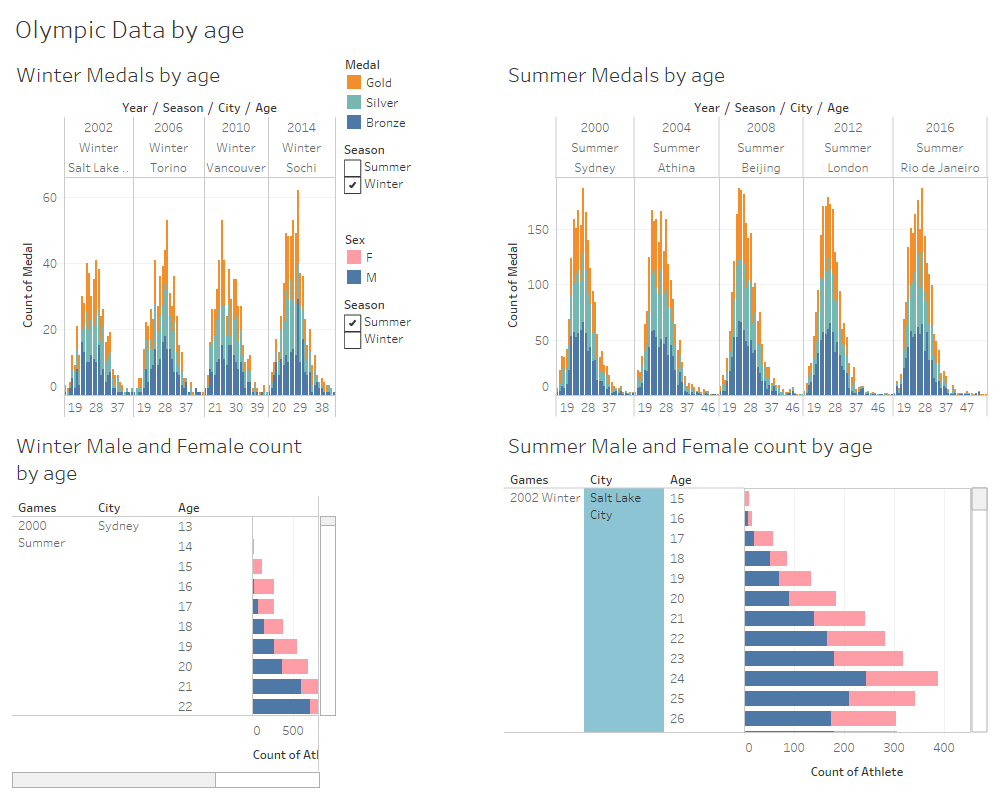 Olympic Data by age
Winter Medals by age
Year / Season / City / Age
2002 2006 2010 2014
Winter Winter Winter Winter
Salt Lake .. Torino Vancouver Sochi
Count of Medal
60
40
20
0
19 28 37 19 28 37 21 30 39 20 29 38
Medal
Gold
Silver
Bronze
Season
Summer
Winter
Sex
F
M
Season
Summer
Winter
Summer Medals by age
Year / Season / City / Age
2000 2004 2008 2012 2016
Summer Summer Summer Summer Summer
Sydney Athina Beijing London Rio de Janeiro
Count of Medal
150
100
50
0
19 28 37 19 28 37 46 19 28 37 46 19 28 37 46 19 28 37 47
Winter Male and Female count
by age
Games City Age
2000 Sydney 13
Summer 14
15
16
17
18
19
20
21
22
0 500
Count of Atl
Summer Male and Female count by age
Games City Age
2002 Winter Salt Lake 15
City 16
17
18
19
20
21
22
23
24
25
26
0 100 200 300 400
Count of Athlete